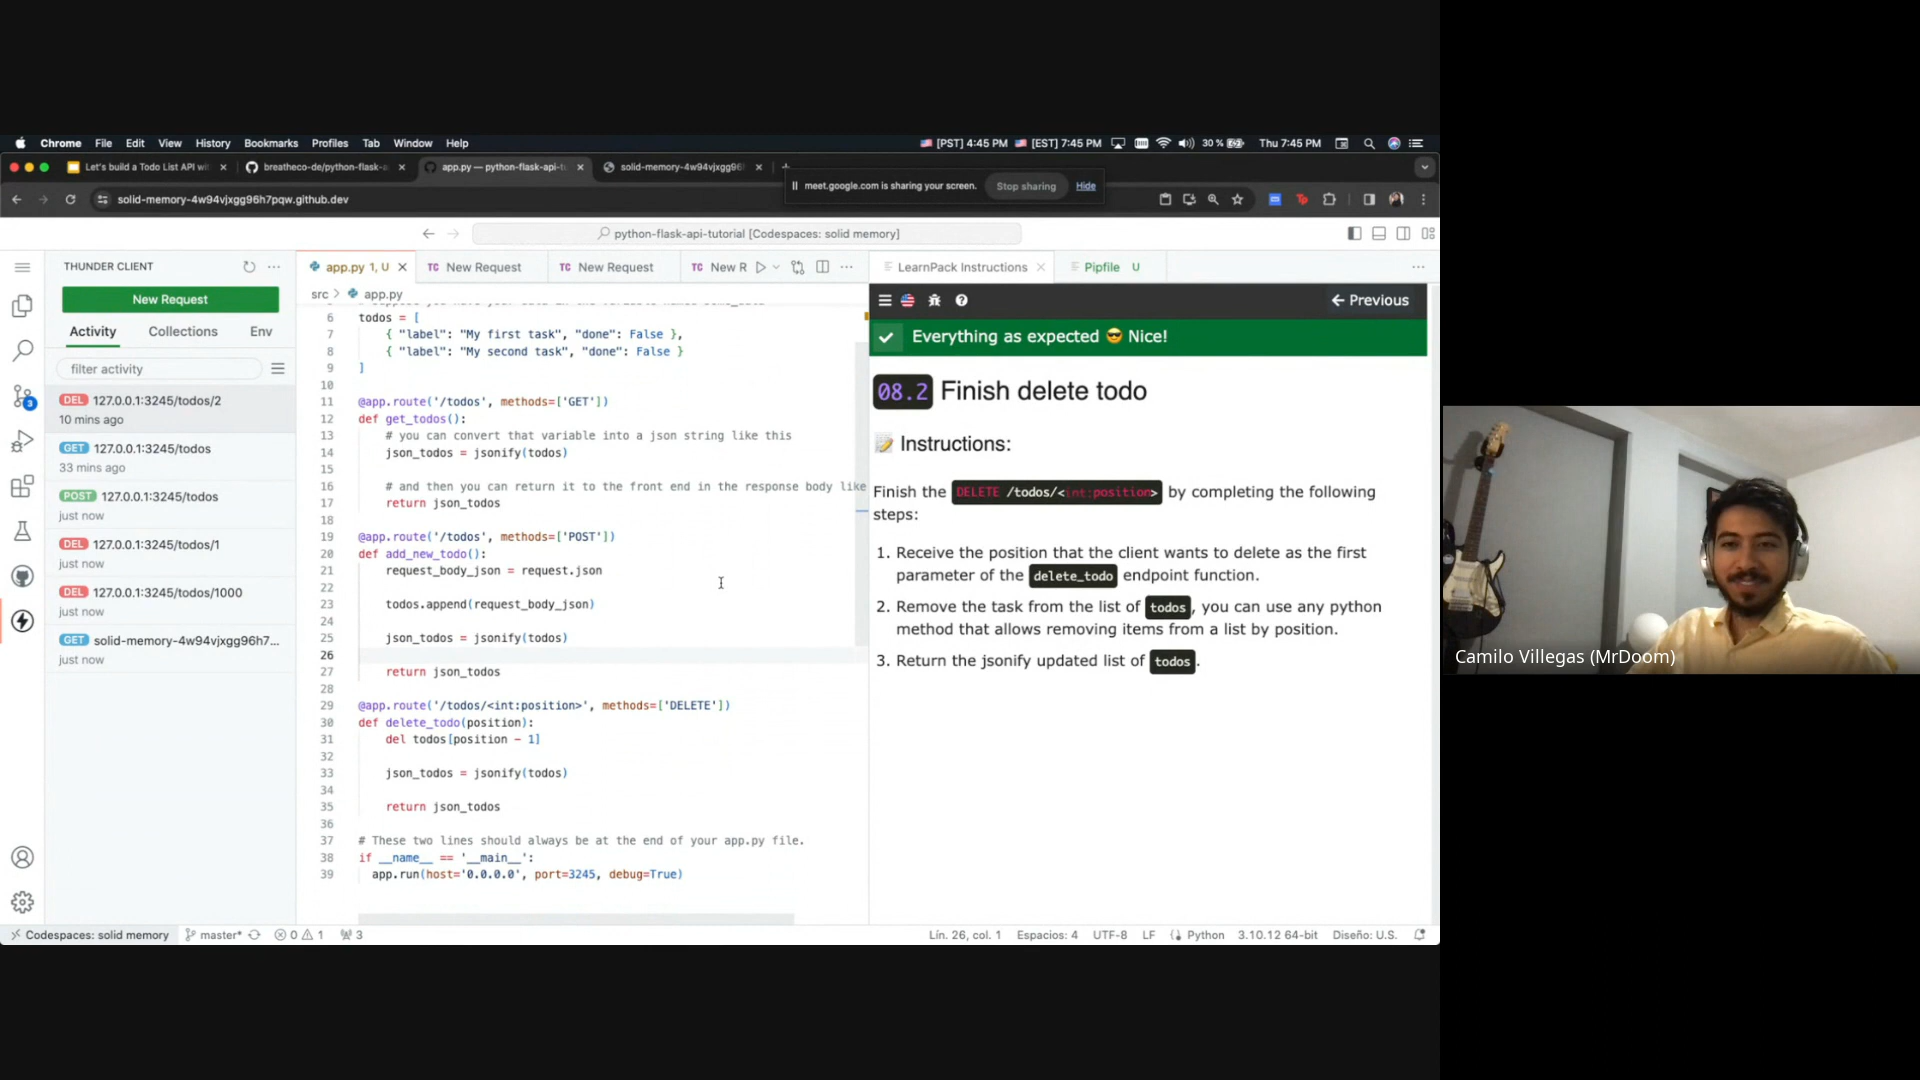 Chrome File Edit View History Bookmarks Profiles Tab Window Help
[PST] 4:45 PM [EST] 7:45 PM 30 % Thu 7:45 PM
Let's build a Todo List API wi
breatheco-de/python-flask-a
app.py — python-flask-api-t
solid-memory-4w94vjxgg96
meet.google.com is sharing your screen. Stop sharing Hide
solid-memory-4w94vjxgg96h7pqw.github.dev
python-flask-api-tutorial [Codespaces: solid memory]
THUNDER CLIENT
New Request
Activity Collections Env
filter activity
DEL 127.0.0.1:3245/todos/2
10 mins ago
GET 127.0.0.1:3245/todos
33 mins ago
POST 127.0.0.1:3245/todos
just now
DEL 127.0.0.1:3245/todos/1
just now
DEL 127.0.0.1:3245/todos/1000
just now
GET solid-memory-4w94vjxgg96h7...
just now
3
app.py 1, U
TC New Request
TC New Request
TC New R
src > app.py
6 todos = [
7 { "label": "My first task", "done": False },
8 { "label": "My second task", "done": False }
9 ]
10
11 @app.route('/todos', methods=['GET'])
12 def get_todos():
13 # you can convert that variable into a json string like this
14 json_todos = jsonify(todos)
15
16 # and then you can return it to the front end in the response body like
17 return json_todos
18
19 @app.route('/todos', methods=['POST'])
20 def add_new_todo():
21 request_body_json = request.json
22
23 todos.append(request_body_json)
24
25 json_todos = jsonify(todos)
26
27 return json_todos
28
29 @app.route('/todos/<int:position>', methods=['DELETE'])
30 def delete_todo(position):
31 del todos[position - 1]
32
33 json_todos = jsonify(todos)
34
35 return json_todos
36
37 # These two lines should always be at the end of your app.py file.
38 if __name__ == '__main__':
39 app.run(host='0.0.0.0', port=3245, debug=True)
LearnPack Instructions
Pipfile U
← Previous
Everything as expected 😎 Nice!
08.2 Finish delete todo
📝 Instructions:
Finish the DELETE /todos/<int:position> by completing the following
steps:
1. Receive the position that the client wants to delete as the first
parameter of the delete_todo endpoint function.
2. Remove the task from the list of todos, you can use any python
method that allows removing items from a list by position.
3. Return the jsonify updated list of todos.
Codespaces: solid memory master* 0 1 3
Lín. 26, col. 1 Espacios: 4 UTF-8 LF Python 3.10.12 64-bit Diseño: U.S.
Camilo Villegas (MrDoom)